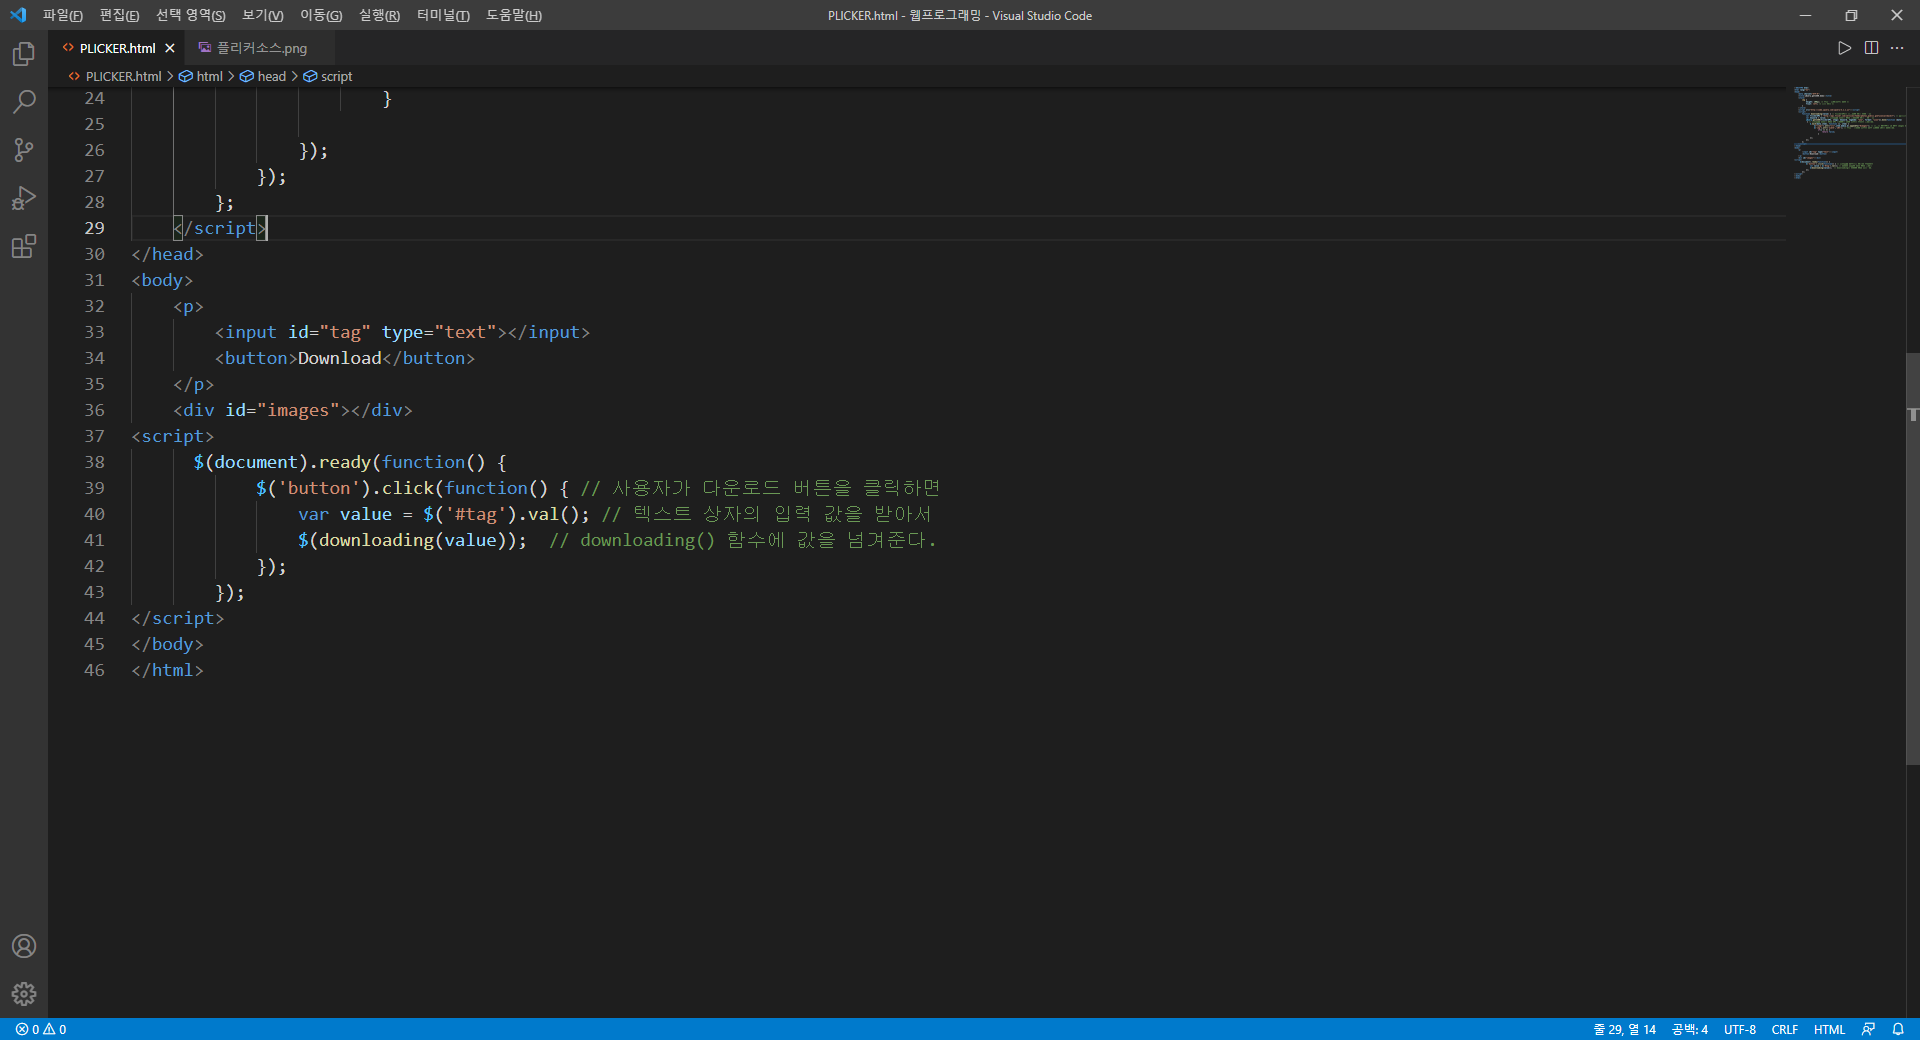 파일(F) 편집(E) 선택 영역(S) 보기(V) 이동(G) 실행(R) 터미널(T) 도움말(H) PLICKER.html - 웹프로그래밍 - Visual Studio Code
PLICKER.html 플리커소스.png
PLICKER.html > html > head > script
24 }
25
26 });
27 });
28 };
29 </script>
30 </head>
31 <body>
32 <p>
33 <input id="tag" type="text"></input>
34 <button>Download</button>
35 </p>
36 <div id="images"></div>
37 <script>
38 $(document).ready(function() {
39 $('button').click(function() { // 사용자가 다운로드 버튼을 클릭하면
40 var value = $('#tag').val(); // 텍스트 상자의 입력 값을 받아서
41 $(downloading(value)); // downloading() 함수에 값을 넘겨준다.
42 });
43 });
44 </script>
45 </body>
46 </html>
0 0 줄 29, 열 14 공백: 4 UTF-8 CRLF HTML